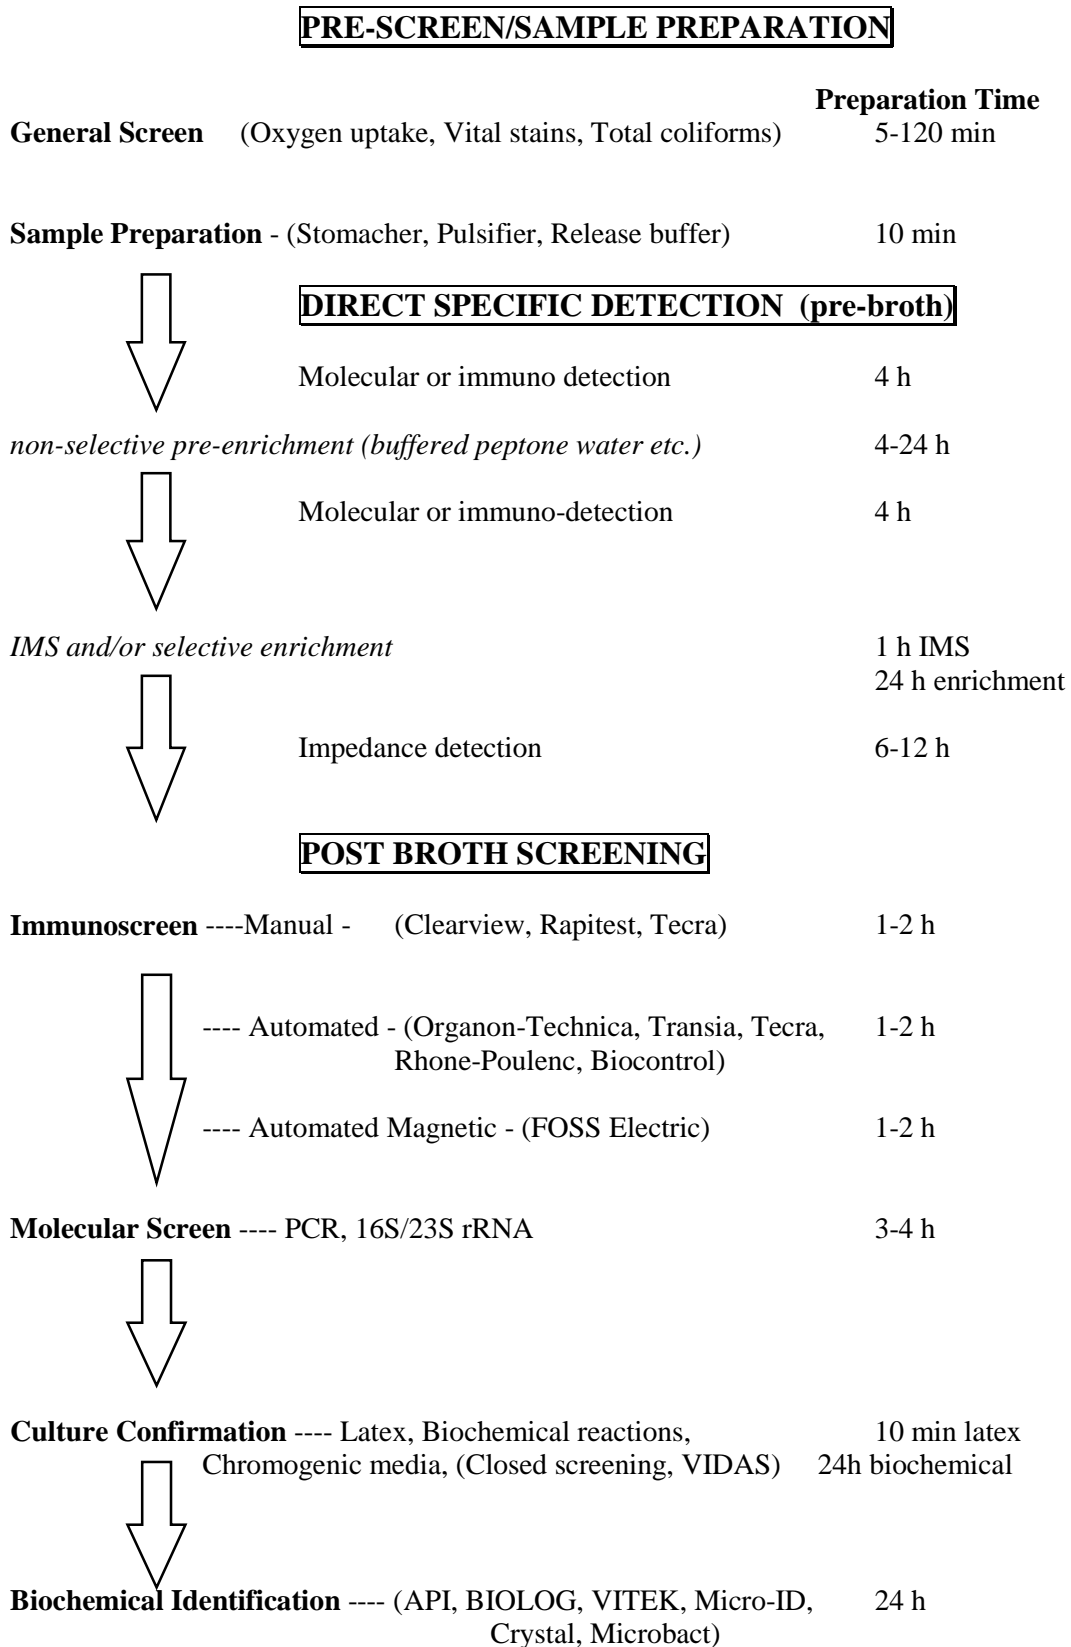 PRE-SCREEN/SAMPLE PREPARATION
Preparation Time
General Screen (Oxygen uptake, Vital stains, Total coliforms) 5-120 min
Sample Preparation - (Stomacher, Pulsifier, Release buffer) 10 min
DIRECT SPECIFIC DETECTION (pre-broth)
Molecular or immuno detection 4 h
non-selective pre-enrichment (buffered peptone water etc.) 4-24 h
Molecular or immuno-detection 4 h
IMS and/or selective enrichment 1 h IMS
24 h enrichment
Impedance detection 6-12 h
POST BROTH SCREENING
Immunoscreen ----Manual - (Clearview, Rapitest, Tecra) 1-2 h
---- Automated - (Organon-Technica, Transia, Tecra, 1-2 h
Rhone-Poulenc, Biocontrol)
---- Automated Magnetic - (FOSS Electric) 1-2 h
Molecular Screen ---- PCR, 16S/23S rRNA 3-4 h
Culture Confirmation ---- Latex, Biochemical reactions, 10 min latex
Chromogenic media, (Closed screening, VIDAS) 24h biochemical
Biochemical Identification ---- (API, BIOLOG, VITEK, Micro-ID, 24 h
Crystal, Microbact)